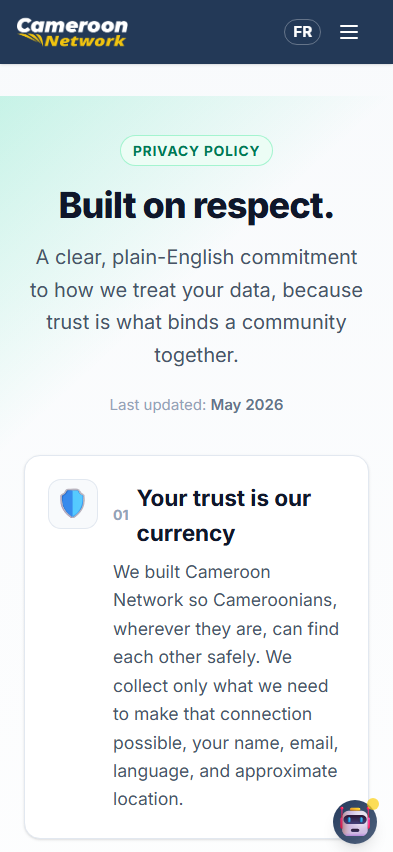 Cameroon
Network
FR
PRIVACY POLICY
Built on respect.
A clear, plain-English commitment
to how we treat your data, because
trust is what binds a community
together.
Last updated: May 2026
01
Your trust is our
currency
We built Cameroon
Network so Cameroonians,
wherever they are, can find
each other safely. We
collect only what we need
to make that connection
possible, your name, email,
language, and approximate
location.